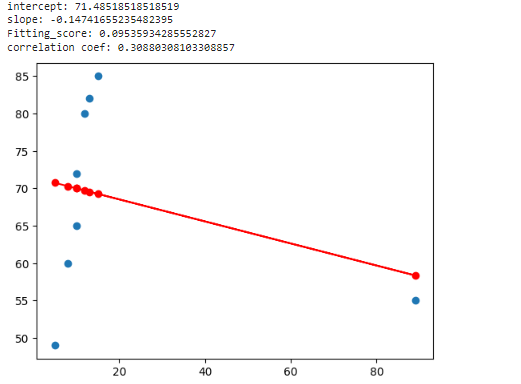 intercept: 71.48518518518519
slope: -0.14741655235482395
Fitting_score: 0.09535934285552827
correlation coef: 0.30880308103308857
85
80
75
70
65
60
55
50
20 40 60 80